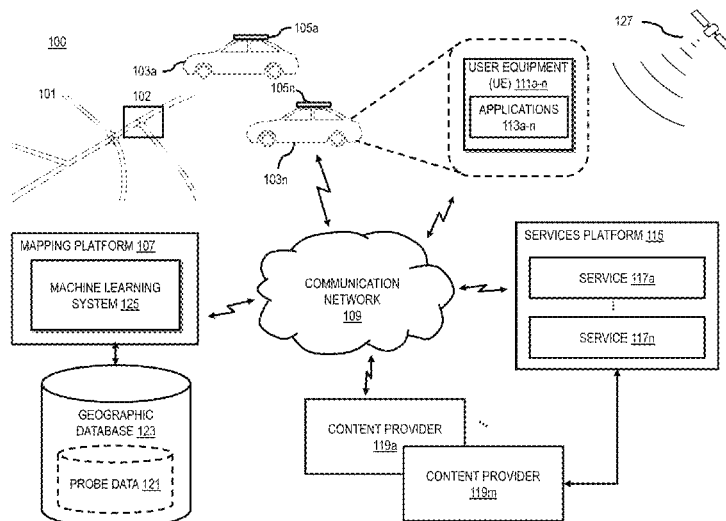 100
105a
103a
101
102
105n
103n
127
USER EQUIPMENT
(UE) 111a-n
APPLICATIONS
113a-n
MAPPING PLATFORM 107
MACHINE LEARNING
SYSTEM 125
COMMUNICATION
NETWORK
109
SERVICES PLATFORM 115
SERVICE 117a
SERVICE 117n
GEOGRAPHIC
DATABASE 123
PROBE DATA 121
CONTENT PROVIDER
119a
CONTENT PROVIDER
119m